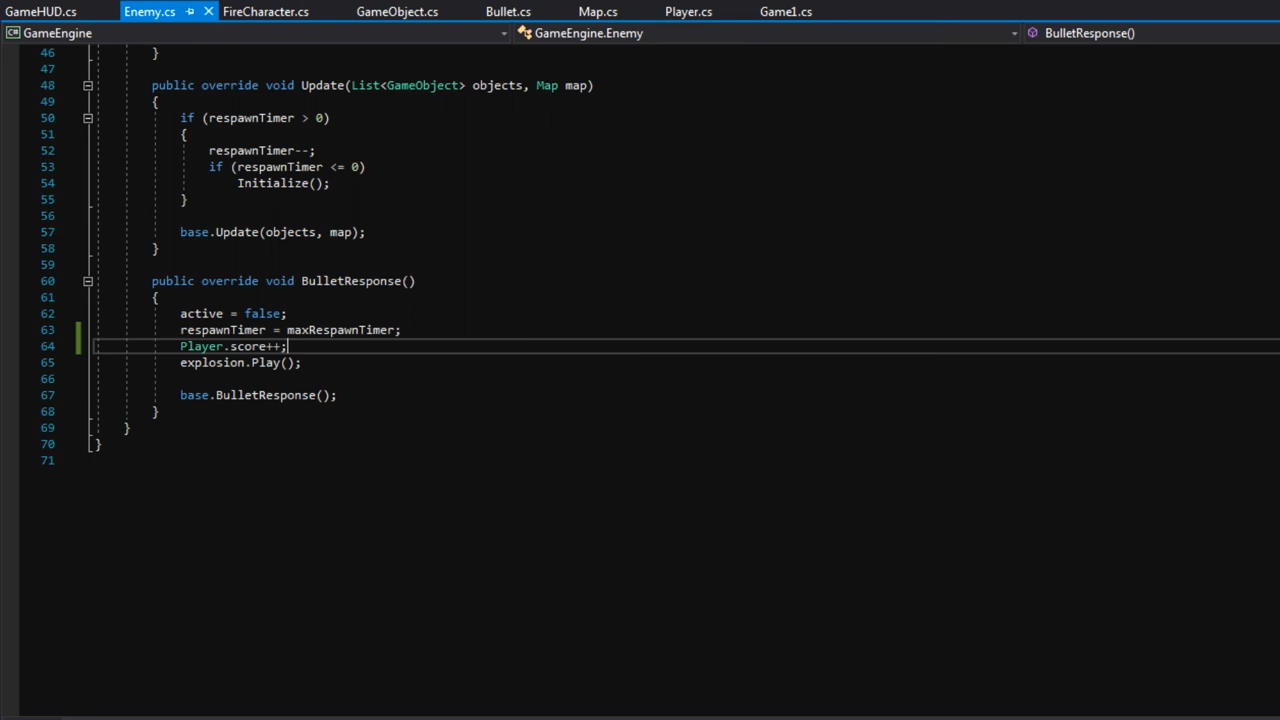 GameHUD.cs Enemy.cs FireCharacter.cs GameObject.cs Bullet.cs Map.cs Player.cs Game1.cs
C# GameEngine GameEngine.Enemy BulletResponse()
46 }
47
48 public override void Update(List<GameObject> objects, Map map)
49 {
50 if (respawnTimer > 0)
51 {
52 respawnTimer--;
53 if (respawnTimer <= 0)
54 Initialize();
55 }
56
57 base.Update(objects, map);
58 }
59
60 public override void BulletResponse()
61 {
62 active = false;
63 respawnTimer = maxRespawnTimer;
64 Player.score++;
65 explosion.Play();
66
67 base.BulletResponse();
68 }
69 }
70 }
71